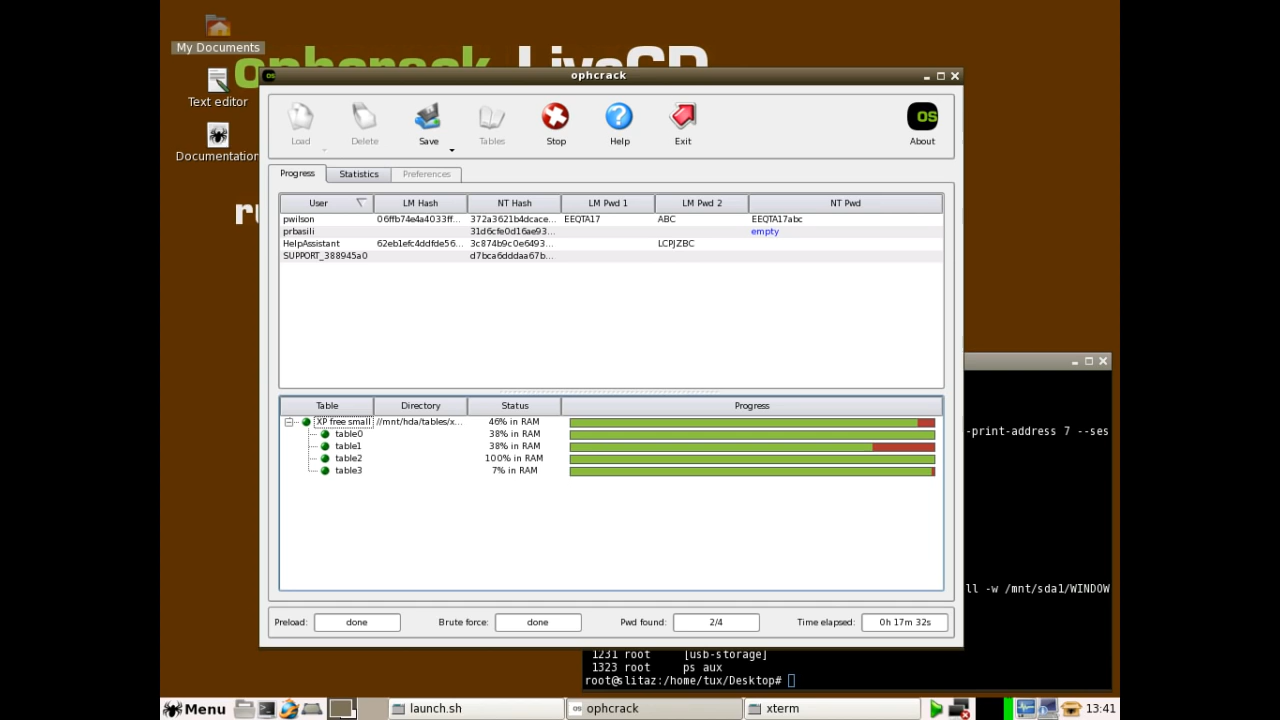 My Documents
ophcrack LiveCD
ophcrack
Text editor
Documentation
Load
Delete
Save
Tables
Stop
Help
Exit
OS
About
Progress
Statistics
Preferences
User
LM Hash
NT Hash
LM Pwd 1
LM Pwd 2
NT Pwd
pwilson 06ffb74e4a4033ff... 372a3621b4dcace... EEQTA17 ABC EEQTA17abc
prbasili 31d6cfe0d16ae93... empty
HelpAssistant 62eb1efc4ddfde56... 3c874b9c0e6493... LCPJZBC
SUPPORT_388945a0 d7bca6dddaa67b...
Table Directory Status Progress
XP free small //mnt/hda/tables/x... 46% in RAM
table0 38% in RAM
table1 38% in RAM
table2 100% in RAM
table3 7% in RAM
-print-address 7 --ses
ll -w /mnt/sda1/WINDOW
Preload: done Brute force: done Pwd found: 2/4 Time elapsed: 0h 17m 32s
1231 root [usb-storage]
1323 root ps aux
root@slitaz:/home/tux/Desktop#
Menu
launch.sh
ophcrack
xterm
13:41